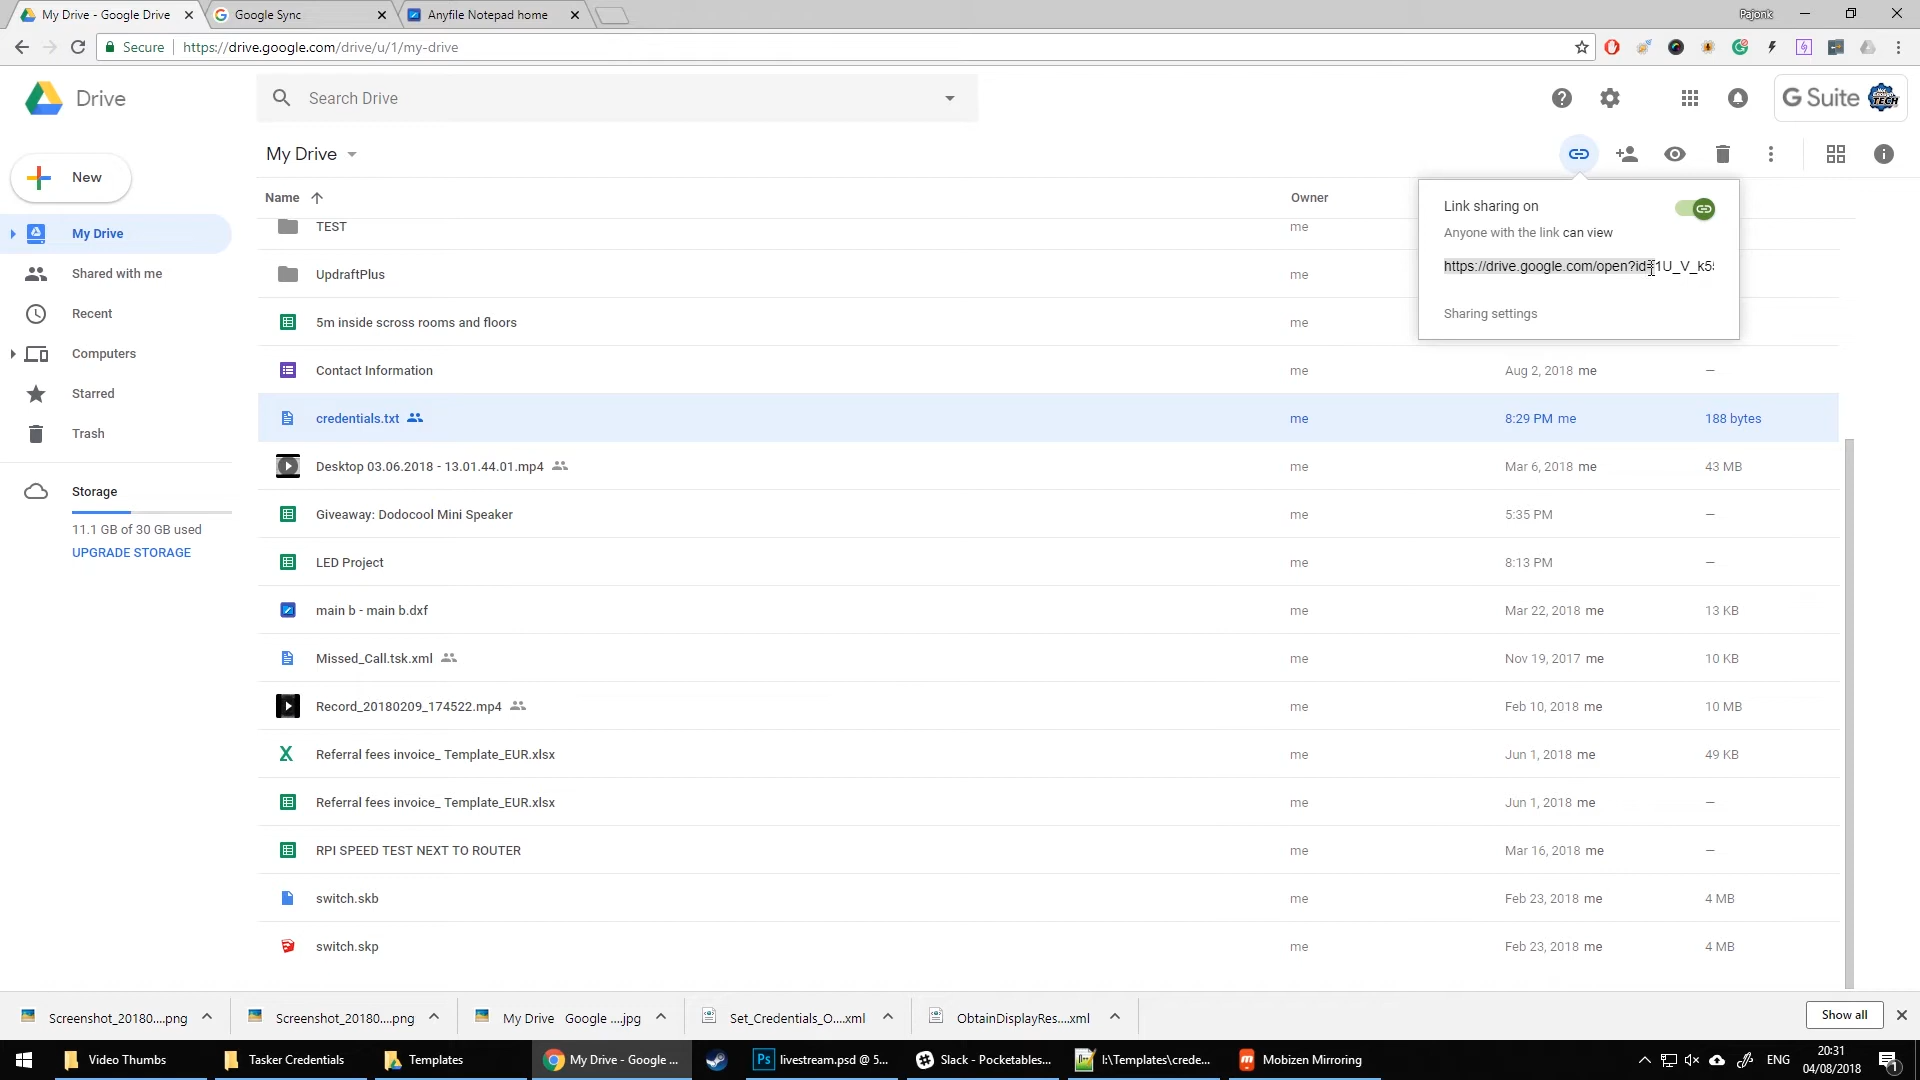 My Drive - Google Drive
Google Sync
Anyfile Notepad home
Pajonk
Secure
https://drive.google.com/drive/u/1/my-drive
Drive
Search Drive
G Suite
My Drive
New
Name
Owner
Link sharing on
Anyone with the link can view
https://drive.google.com/open?id=1U_V_k5
Sharing settings
My Drive
Shared with me
Recent
Computers
Starred
Trash
Storage
11.1 GB of 30 GB used
UPGRADE STORAGE
TEST me
UpdraftPlus me
5m inside scross rooms and floors me
Contact Information me Aug 2, 2018 me —
credentials.txt me 8:29 PM me 188 bytes
Desktop 03.06.2018 - 13.01.44.01.mp4 me Mar 6, 2018 me 43 MB
Giveaway: Dodocool Mini Speaker me 5:35 PM —
LED Project me 8:13 PM —
main b - main b.dxf me Mar 22, 2018 me 13 KB
Missed_Call.tsk.xml me Nov 19, 2017 me 10 KB
Record_20180209_174522.mp4 me Feb 10, 2018 me 10 MB
Referral fees invoice_ Template_EUR.xlsx me Jun 1, 2018 me 49 KB
Referral fees invoice_ Template_EUR.xlsx me Jun 1, 2018 me —
RPI SPEED TEST NEXT TO ROUTER me Mar 16, 2018 me —
switch.skb me Feb 23, 2018 me 4 MB
switch.skp me Feb 23, 2018 me 4 MB
Screenshot_20180....png
Screenshot_20180....png
My Drive Google ....jpg
Set_Credentials_O....xml
ObtainDisplayRes....xml
Show all
Video Thumbs
Tasker Credentials
Templates
My Drive - Google ...
Ps
livestream.psd @ 5...
Slack - Pocketables...
I:\Templates\crede...
Mobizen Mirroring
ENG
20:31
04/08/2018